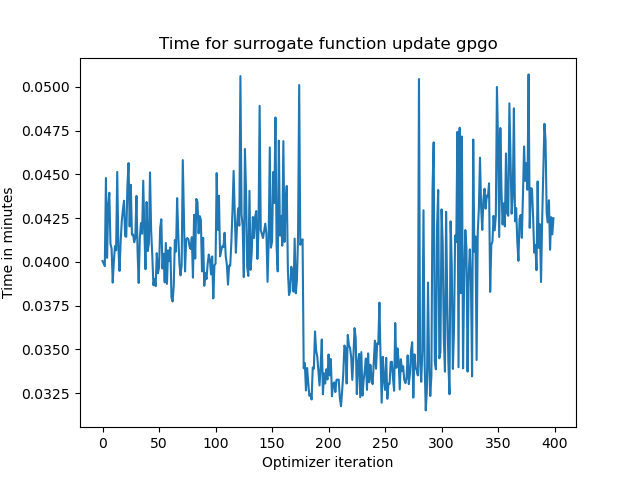 Time for surrogate function update gpgo
Time in minutes
0.0500
0.0475
0.0450
0.0425
0.0400
0.0375
0.0350
0.0325
0 50 100 150 200 250 300 350 400
Optimizer iteration